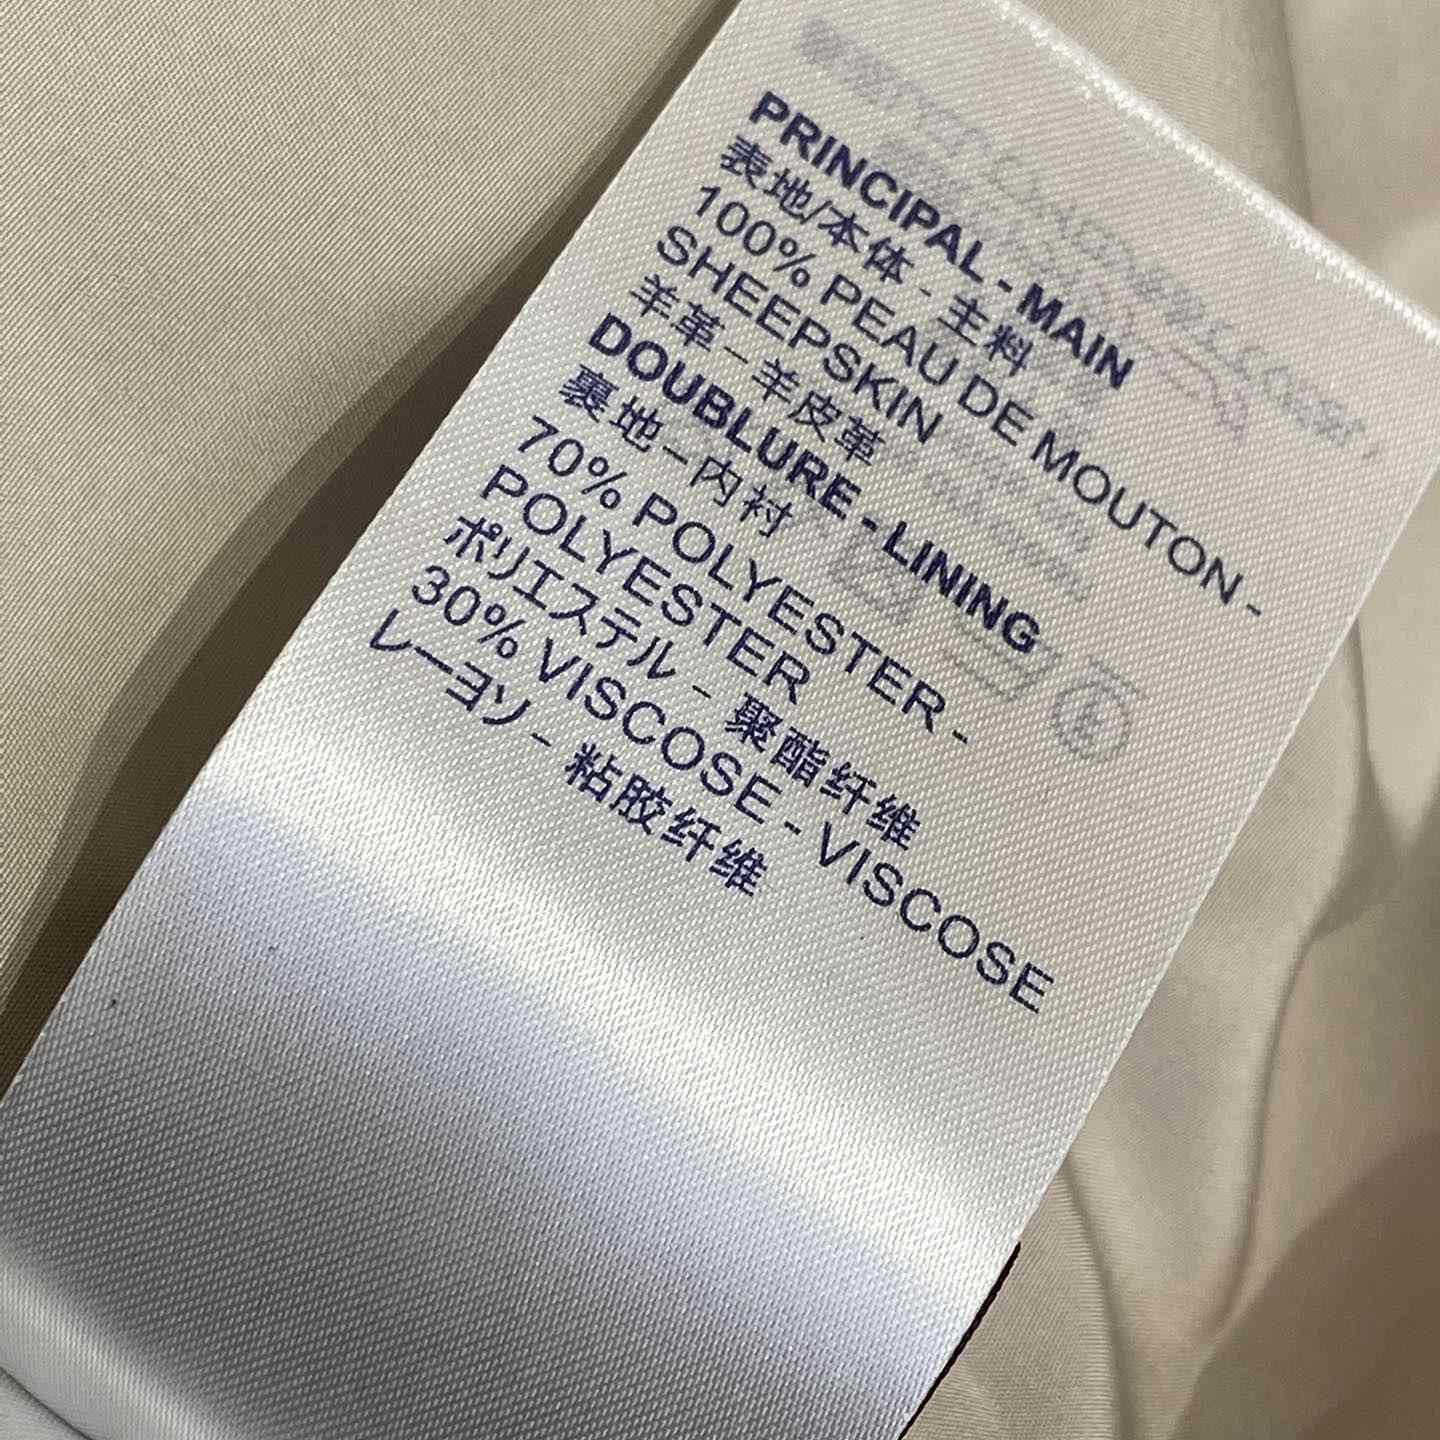 PRINCIPAL - MAIN
表地/本体 - 主料
100% PEAU DE MOUTON -
SHEEPSKIN
羊革 - 羊皮革
DOUBLURE - LINING
裏地 - 内衬
70% POLYESTER -
POLYESTER
ポリエステル - 聚酯纤维
30% VISCOSE - VISCOSE
レーヨン - 粘胶纤维